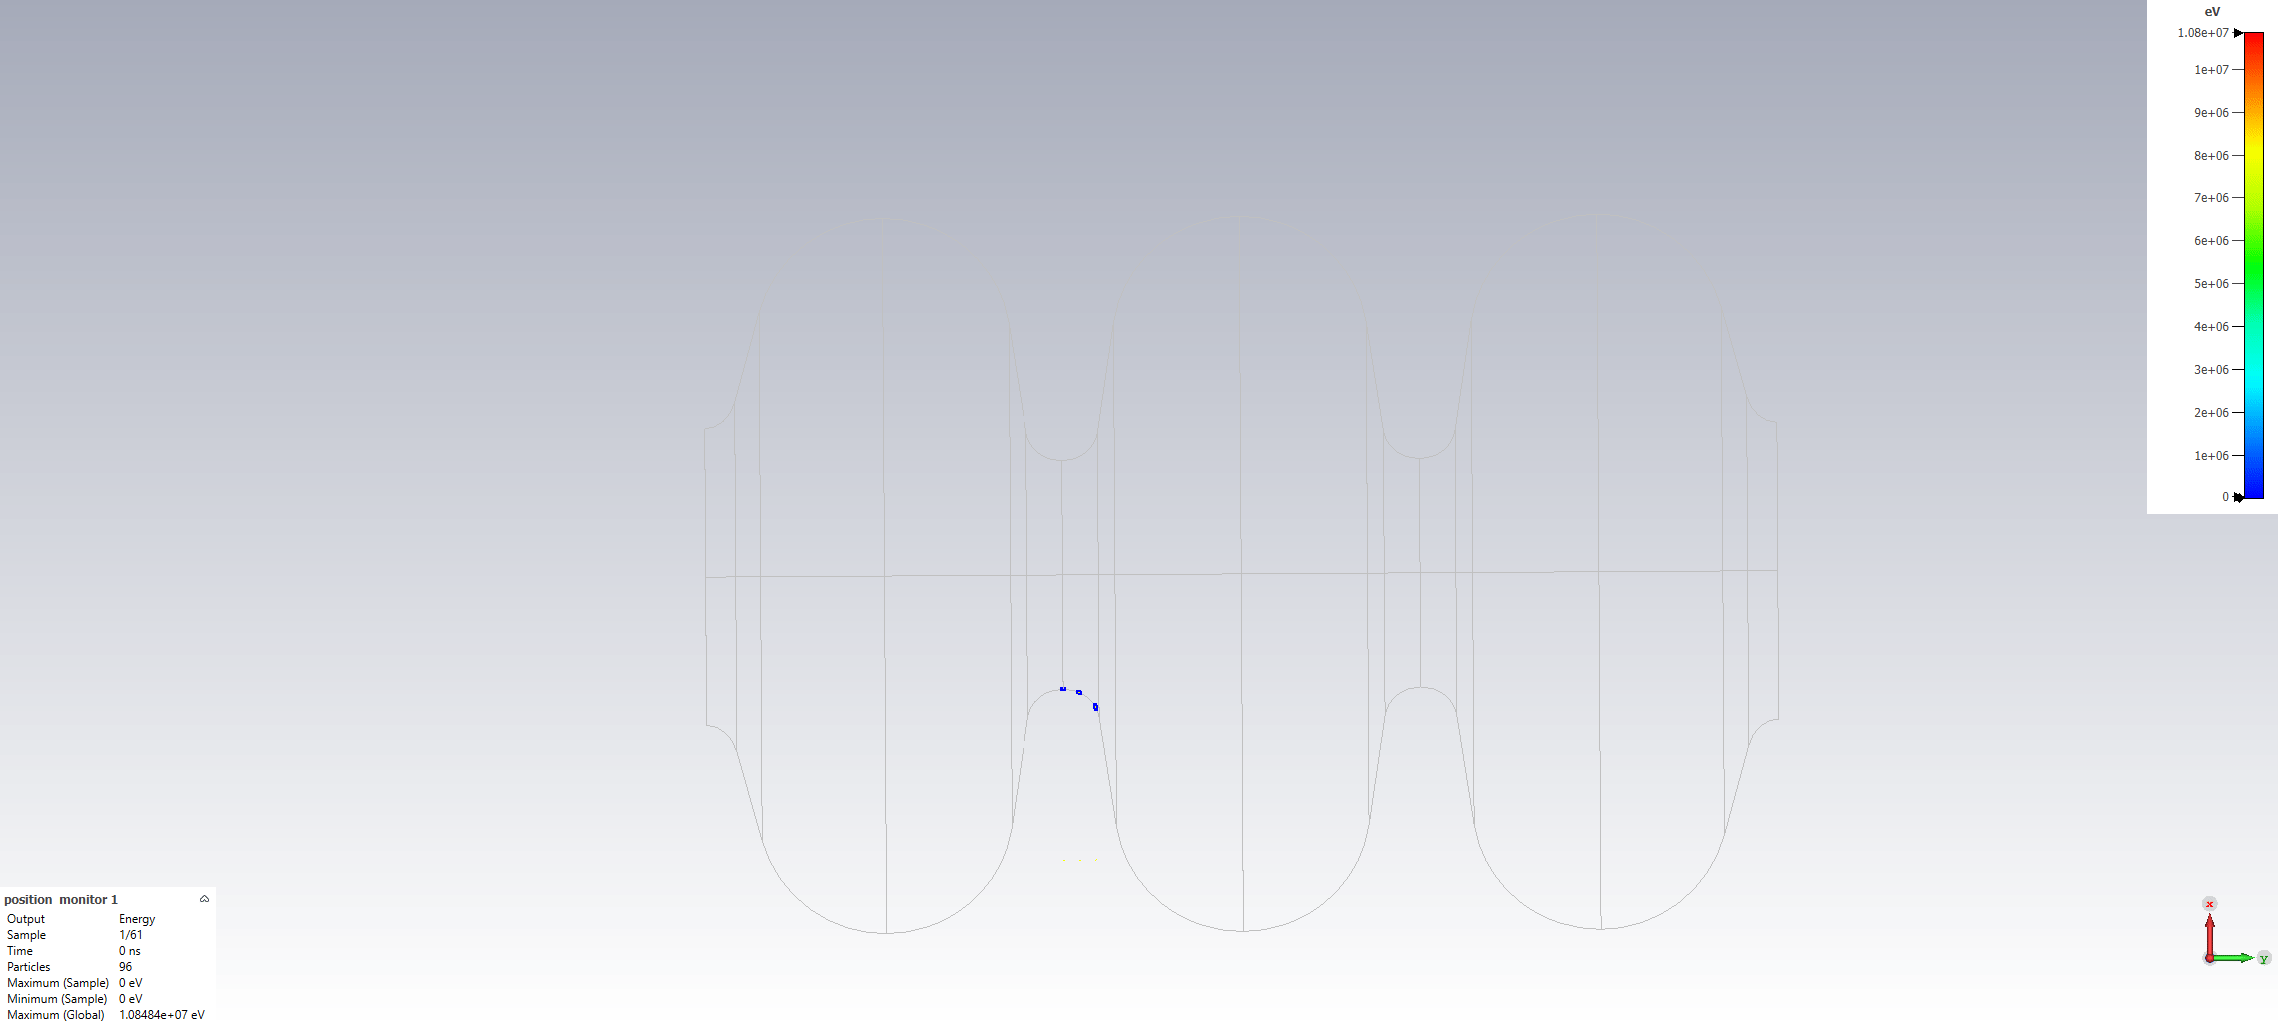 eV
1.08e+07
1e+07
9e+06
8e+06
7e+06
6e+06
5e+06
4e+06
3e+06
2e+06
1e+06
0
position monitor 1
Output Energy
Sample 1/61
Time 0 ns
Particles 96
Maximum (Sample) 0 eV
Minimum (Sample) 0 eV
Maximum (Global) 1.08484e+07 eV
x
y